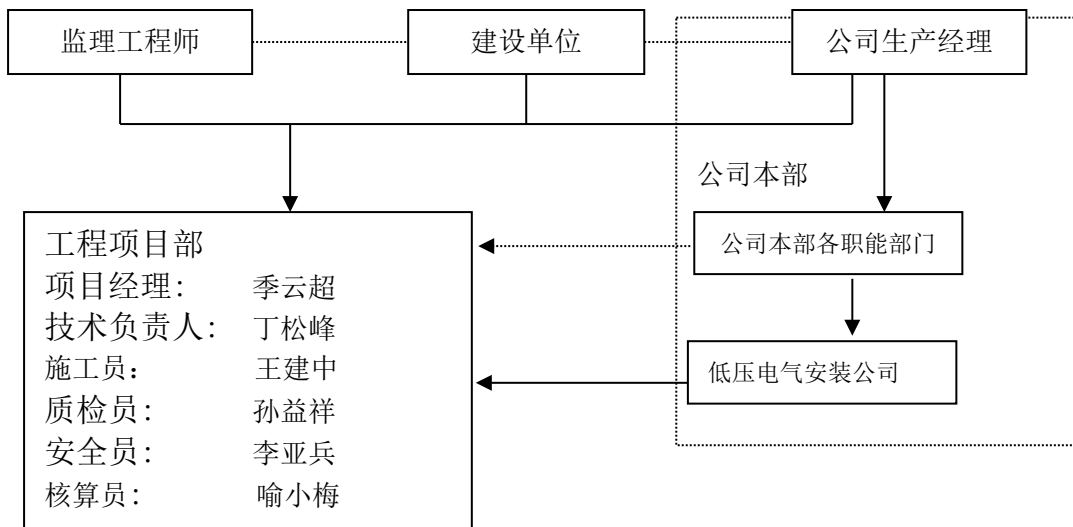 监理工程师
建设单位
公司生产经理
公司本部
工程项目部
公司本部各职能部门
项目经理: 季云超
技术负责人: 丁松峰
施工员: 王建中
低压电气安装公司
质检员: 孙益祥
安全员: 李亚兵
核算员: 喻小梅